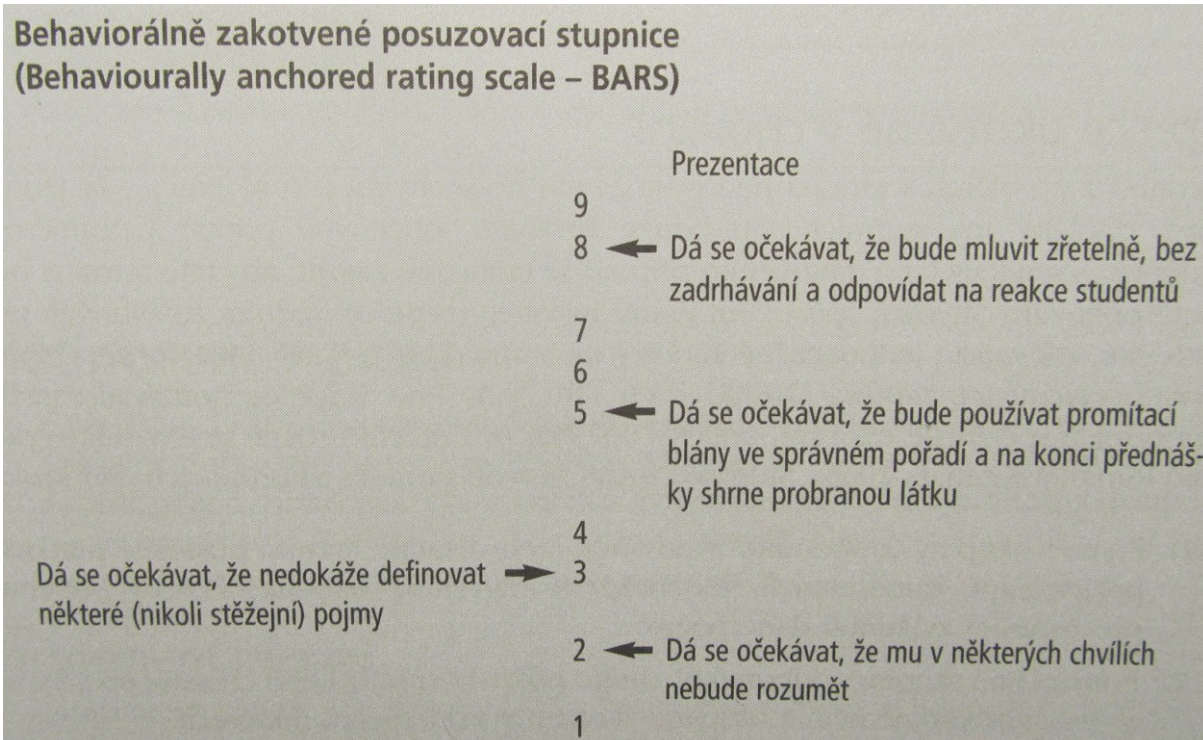 Behaviorálně zakotvené posuzovací stupnice
(Behaviourally anchored rating scale – BARS)
Prezentace
9
8 Dá se očekávat, že bude mluvit zřetelně, bez
zadrhávání a odpovídat na reakce studentů
7
6
5 Dá se očekávat, že bude používat promítací
blány ve správném pořadí a na konci přednáš-
ky shrne probranou látku
4
Dá se očekávat, že nedokáže definovat 3
některé (nikoli stěžejní) pojmy
2 Dá se očekávat, že mu v některých chvílích
nebude rozumět
1